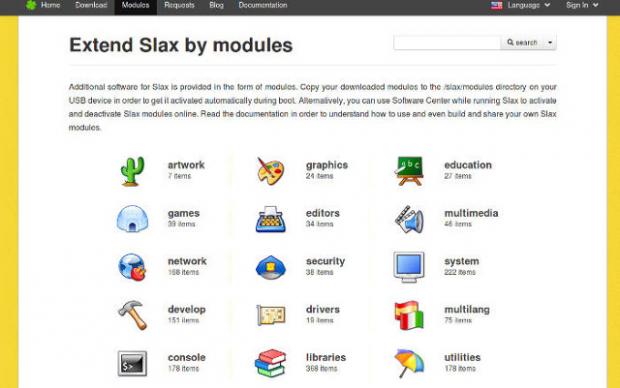 Home Download Modules Requests Blog Documentation Language Sign In
Extend Slax by modules
search
Additional software for Slax is provided in the form of modules. Copy your downloaded modules to the /slax/modules directory on your
USB device in order to get it activated automatically during boot. Alternatively, you can use Software Center while running Slax to activate
and deactivate Slax modules online. Read the documentation in order to understand how to use and even build and share your own Slax
modules.
artwork graphics education
7 items 24 items 27 items
games editors multimedia
39 items 34 items 46 items
network security system
168 items 38 items 222 items
develop drivers multilang
151 items 19 items 75 items
console libraries utilities
178 items 368 items 178 items